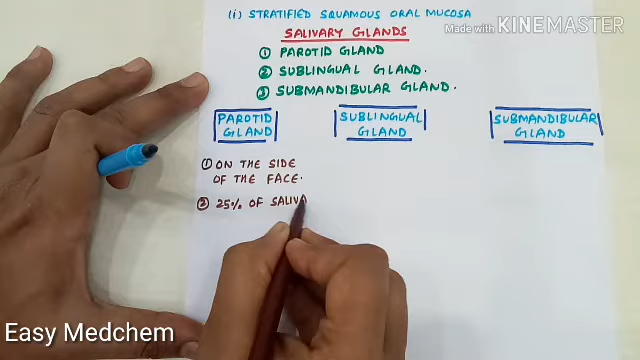 (i) STRATIFIED SQUAMOUS ORAL MUCOSA
Made with KINEMASTER
SALIVARY GLANDS
① PAROTID GLAND
② SUBLINGUAL GLAND.
③ SUBMANDIBULAR GLAND.
PAROTID GLAND
SUBLINGUAL GLAND
SUBMANDIBULAR GLAND
① ON THE SIDE
OF THE FACE.
② 25% OF SALIVA
Easy Medchem